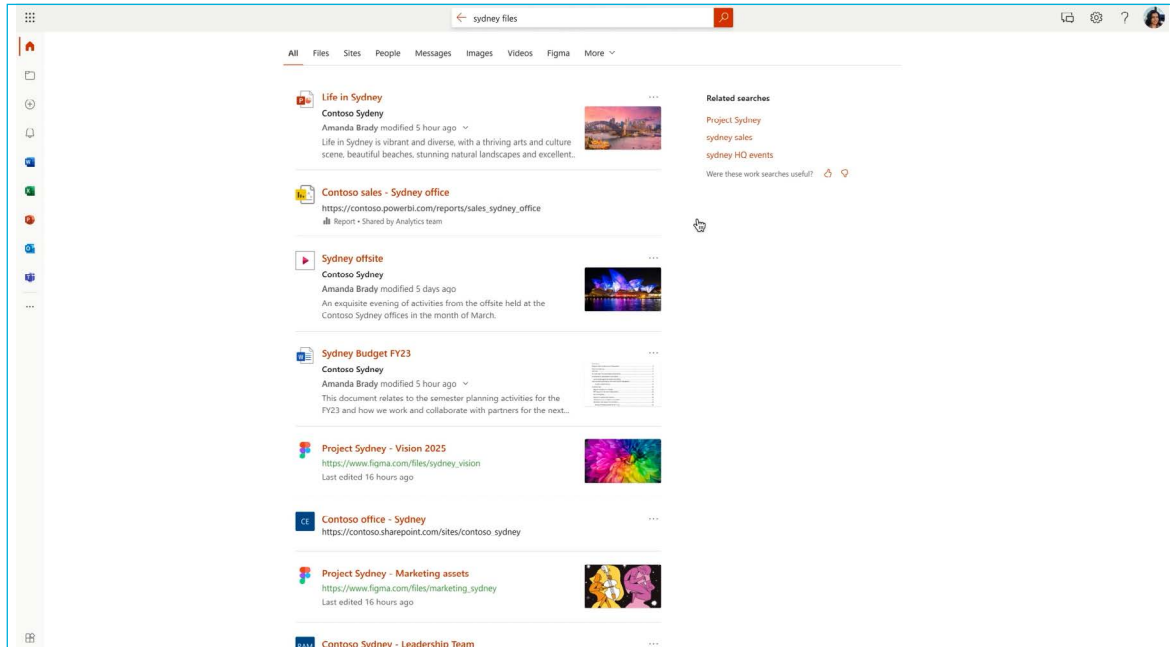 sydney files
All Files Sites People Messages Images Videos Figma More
Life in Sydney
Contoso Sydeny
Amanda Brady modified 5 hour ago
Life in Sydney is vibrant and diverse, with a thriving arts and culture
scene, beautiful beaches, stunning natural landscapes and excellent..
Contoso sales - Sydney office
https://contoso.powerbi.com/reports/sales_sydney_office
Report • Shared by Analytics team
Sydney offsite
Contoso Sydney
Amanda Brady modified 5 days ago
An exquisite evening of activities from the offsite held at the
Contoso Sydney offices in the month of March.
Sydney Budget FY23
Contoso Sydney
Amanda Brady modified 5 hour ago
This document relates to the semester planning activities for the
FY23 and how we work and collaborate with partners for the next...
Project Sydney - Vision 2025
https://www.figma.com/files/sydney_vision
Last edited 16 hours ago
CE
Contoso office - Sydney
https://contoso.sharepoint.com/sites/contoso_sydney
Project Sydney - Marketing assets
https://www.figma.com/files/marketing_sydney
Last edited 16 hours ago
Contoso Sydney - Leadership Team
Related searches
Project Sydney
sydney sales
sydney HQ events
Were these work searches useful?